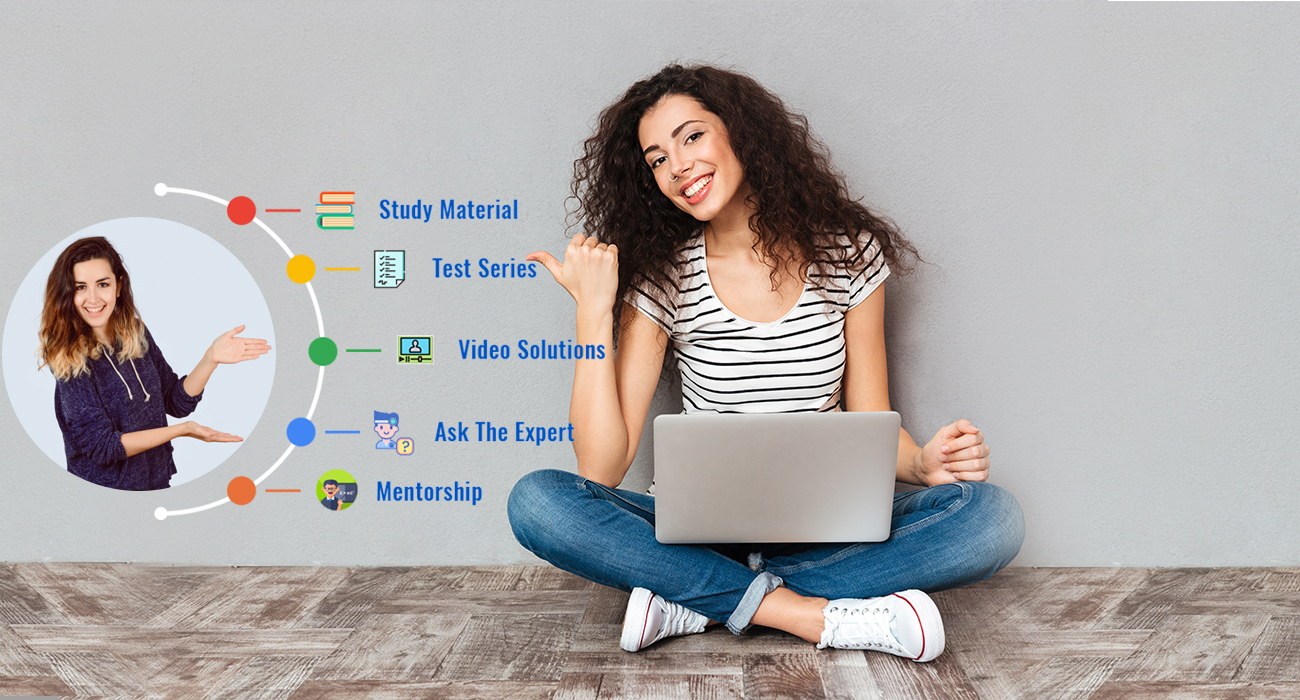 Study Material
Test Series
Video Solutions
Ask The Expert
Mentorship